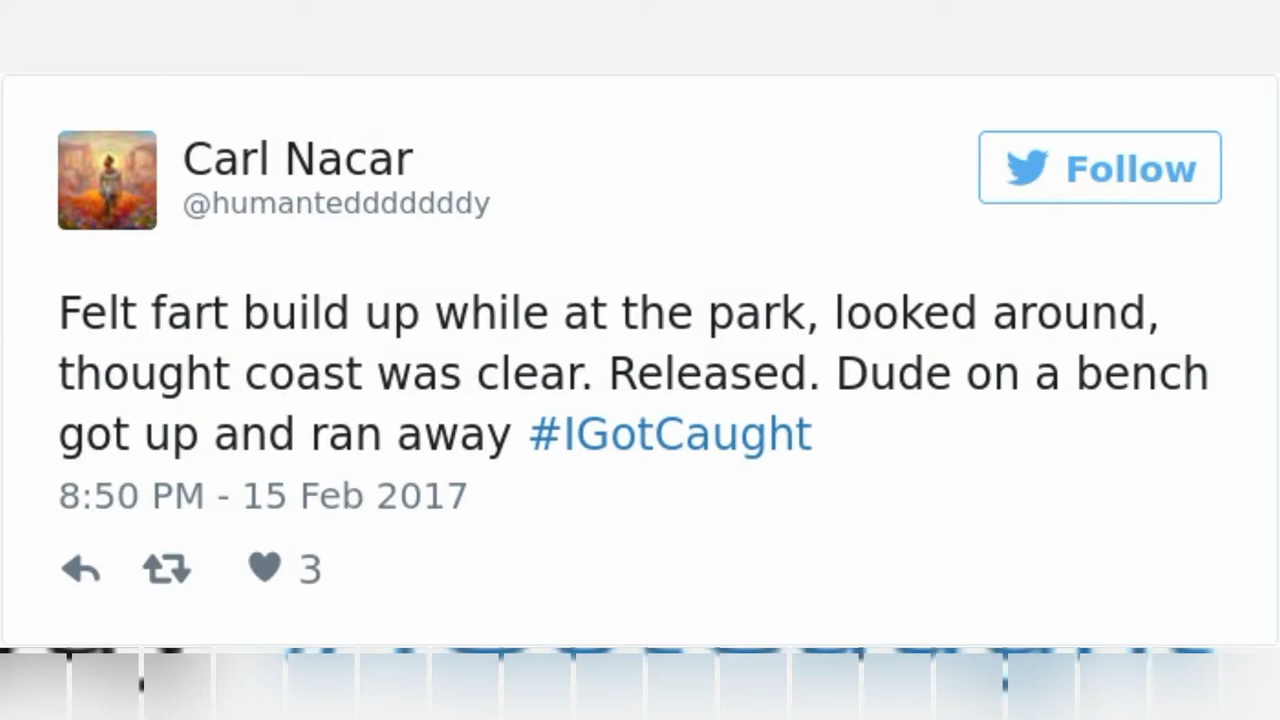 Carl Nacar
@humantedddddddy
Follow
Felt fart build up while at the park, looked around,
thought coast was clear. Released. Dude on a bench
got up and ran away #IGotCaught
8:50 PM - 15 Feb 2017
3